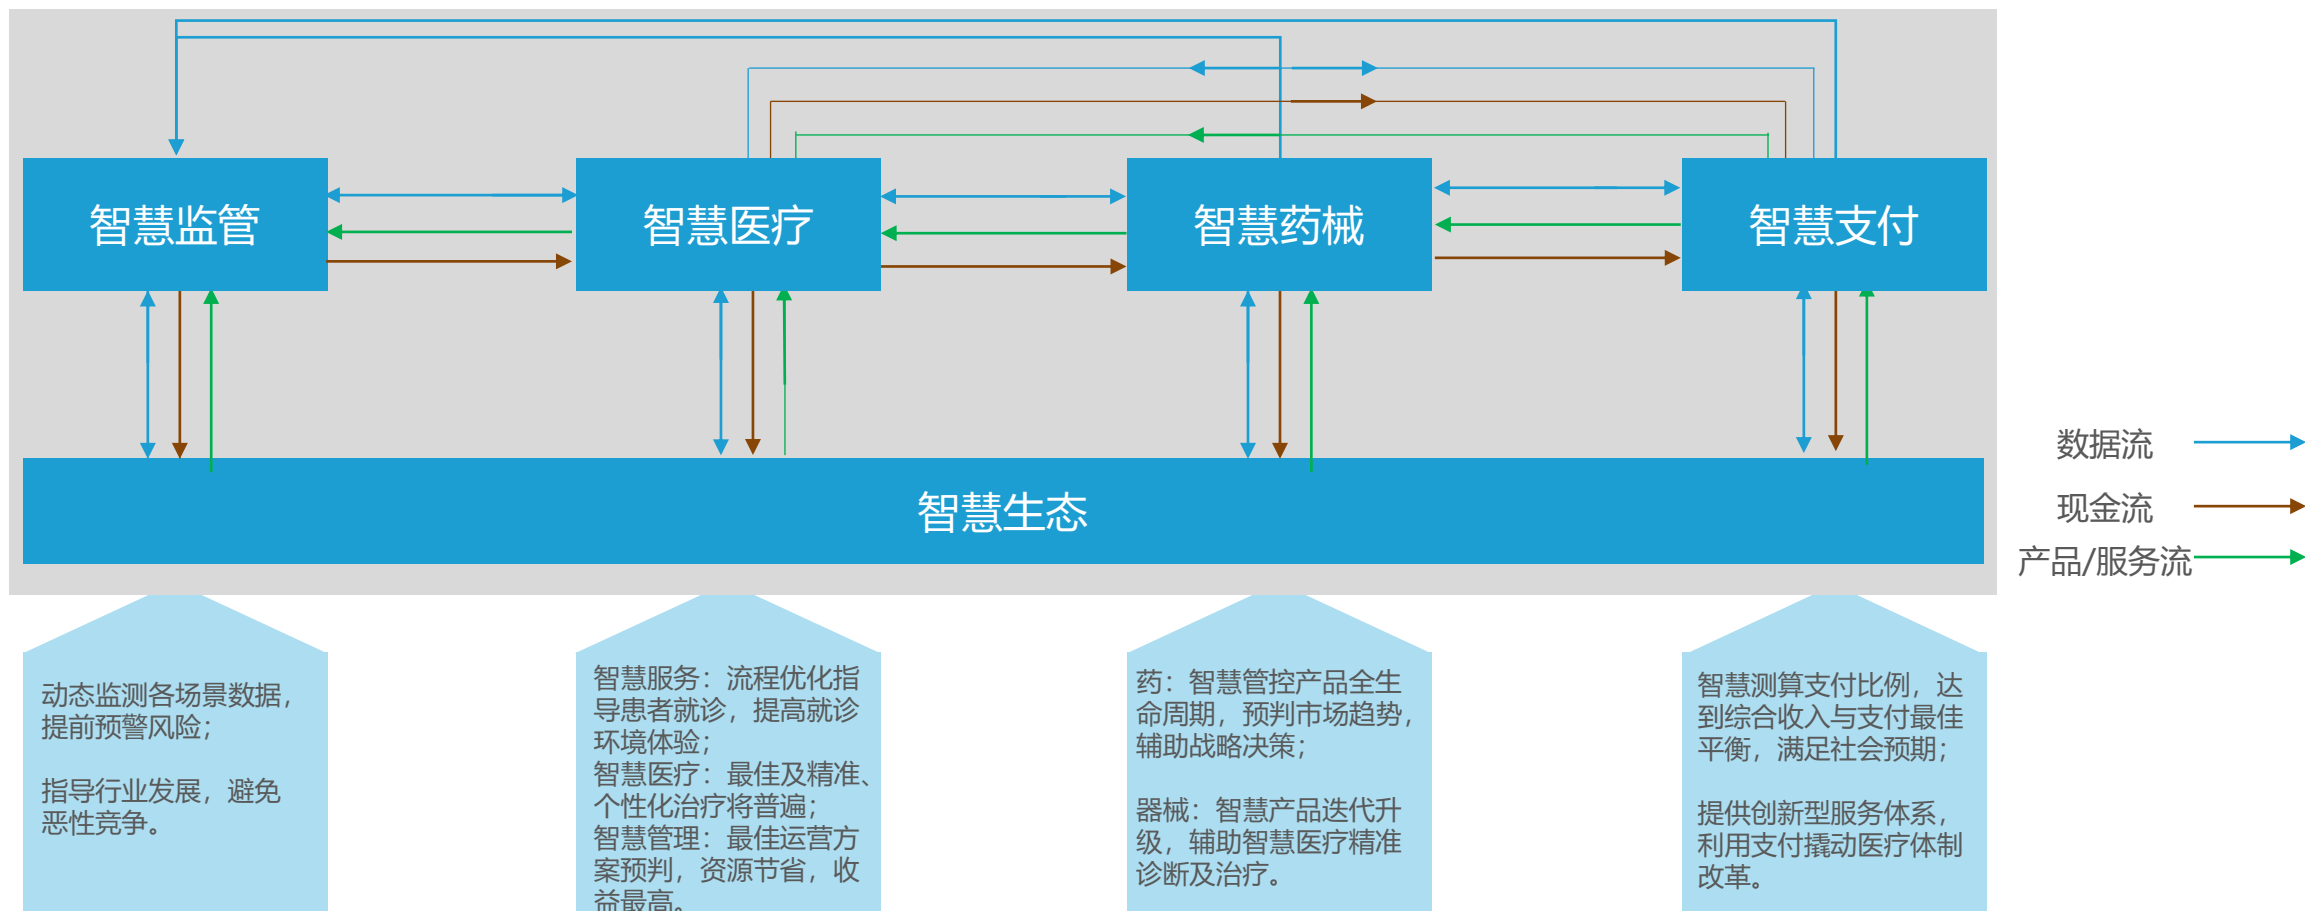 智慧监管
智慧医疗
智慧药械
智慧支付
智慧生态
数据流
现金流
产品/服务流
动态监测各场景数据，
提前预警风险；
指导行业发展，避免
恶性竞争。
智慧服务：流程优化指
导患者就诊，提高就诊
环境体验；
智慧医疗：最佳及精准、
个性化治疗将普遍；
智慧管理：最佳运营方
案预判，资源节省，收
益最高。
药：智慧管控产品全生
命周期，预判市场趋势，
辅助战略决策；
器械：智慧产品迭代升
级，辅助智慧医疗精准
诊断及治疗。
智慧测算支付比例，达
到综合收入与支付最佳
平衡，满足社会预期；
提供创新型服务体系，
利用支付撬动医疗体制
改革。